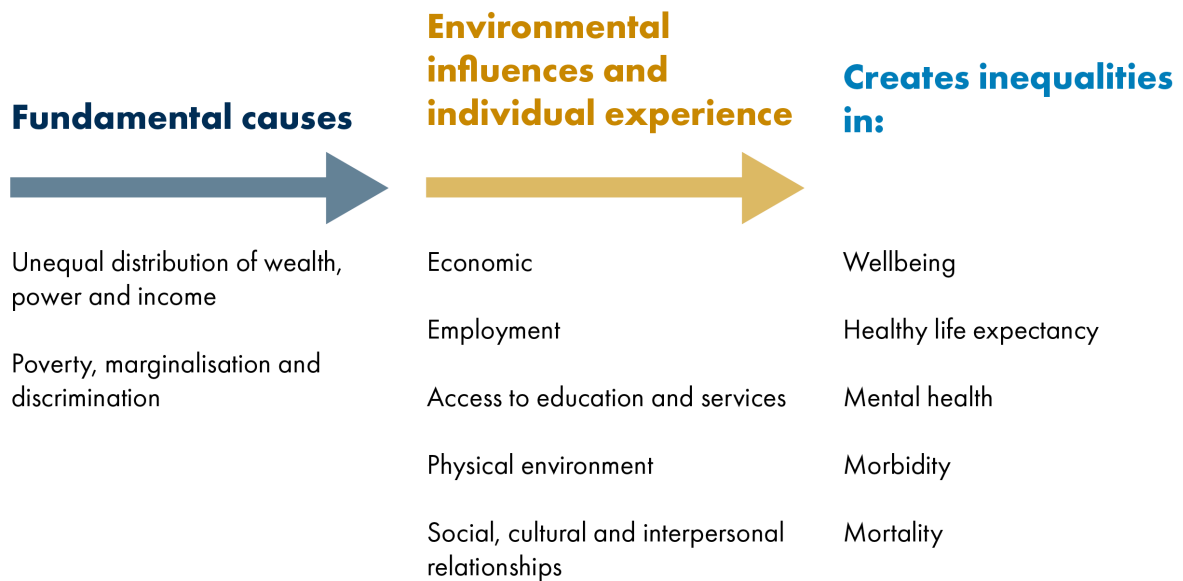 Fundamental causes
Unequal distribution of wealth,
power and income
Poverty, marginalisation and
discrimination
Environmental
influences and
individual experience
Economic
Employment
Access to education and services
Physical environment
Social, cultural and interpersonal
relationships
Creates inequalities
in:
Wellbeing
Healthy life expectancy
Mental health
Morbidity
Mortality